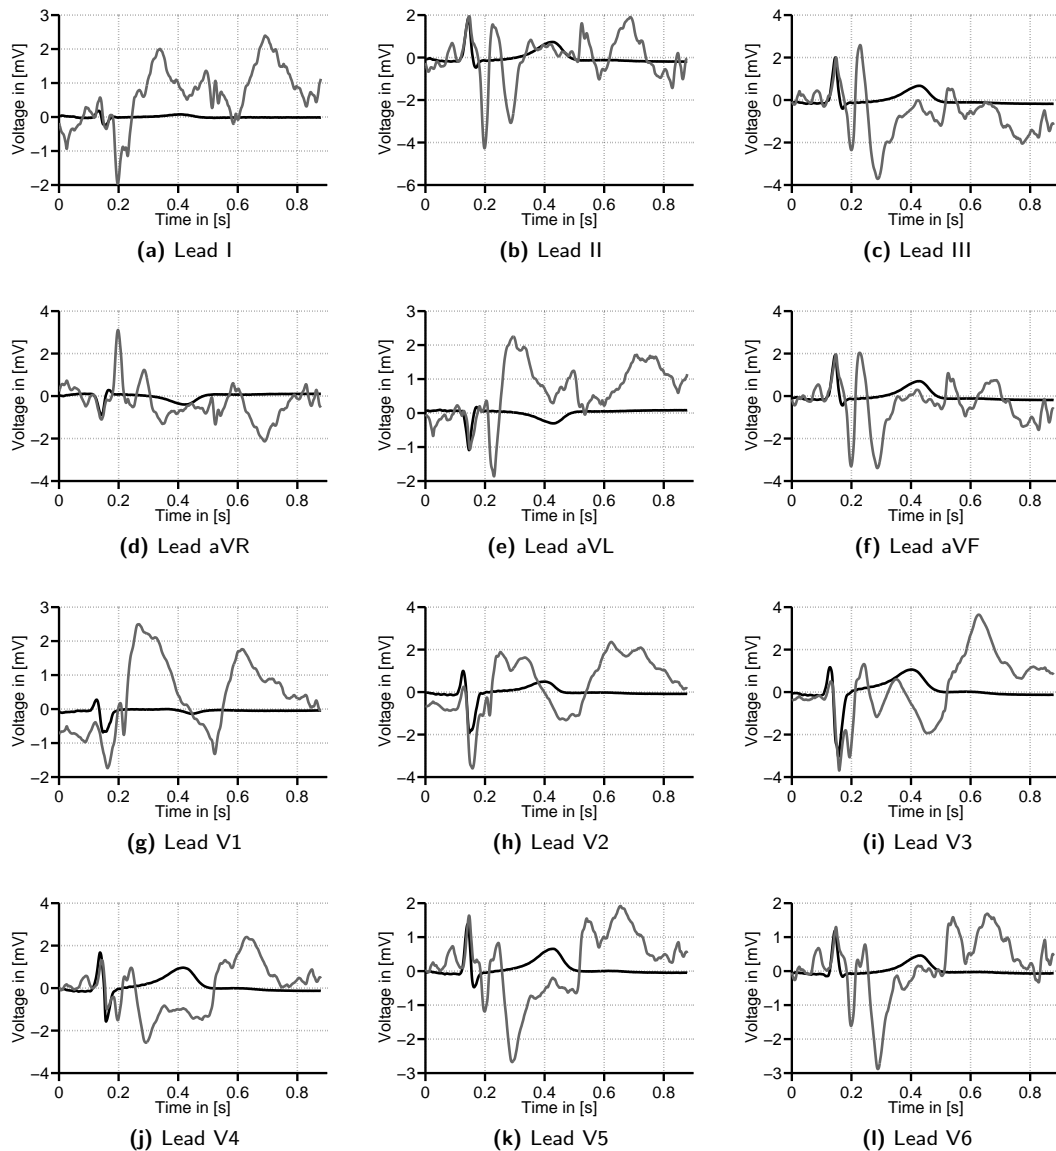 3
2
1
0
−1
−2
Voltage in [mV]
0 0.2 0.4 0.6 0.8
Time in [s]
(a) Lead I
2
0
−2
−4
−6
Voltage in [mV]
0 0.2 0.4 0.6 0.8
Time in [s]
(b) Lead II
4
2
0
−2
−4
Voltage in [mV]
0 0.2 0.4 0.6 0.8
Time in [s]
(c) Lead III
4
2
0
−2
−4
Voltage in [mV]
0 0.2 0.4 0.6 0.8
Time in [s]
(d) Lead aVR
3
2
1
0
−1
−2
Voltage in [mV]
0 0.2 0.4 0.6 0.8
Time in [s]
(e) Lead aVL
4
2
0
−2
−4
Voltage in [mV]
0 0.2 0.4 0.6 0.8
Time in [s]
(f) Lead aVF
3
2
1
0
−1
−2
Voltage in [mV]
0 0.2 0.4 0.6 0.8
Time in [s]
(g) Lead V1
4
2
0
−2
−4
Voltage in [mV]
0 0.2 0.4 0.6 0.8
Time in [s]
(h) Lead V2
4
2
0
−2
−4
Voltage in [mV]
0 0.2 0.4 0.6 0.8
Time in [s]
(i) Lead V3
4
2
0
−2
−4
Voltage in [mV]
0 0.2 0.4 0.6 0.8
Time in [s]
(j) Lead V4
2
1
0
−1
−2
−3
Voltage in [mV]
0 0.2 0.4 0.6 0.8
Time in [s]
(k) Lead V5
2
1
0
−1
−2
−3
Voltage in [mV]
0 0.2 0.4 0.6 0.8
Time in [s]
(l) Lead V6